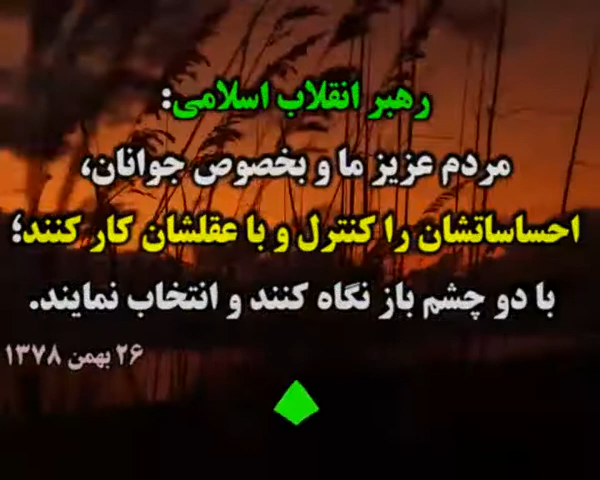 رهبر انقلاب اسلامی:
مردم عزیز ما و بخصوص جوانان،
احساساتشان را کنترل و با عقلشان کار کنند؛
با دو چشم باز نگاه کنند و انتخاب نمایند.
۲۶ بهمن ۱۳۷۸